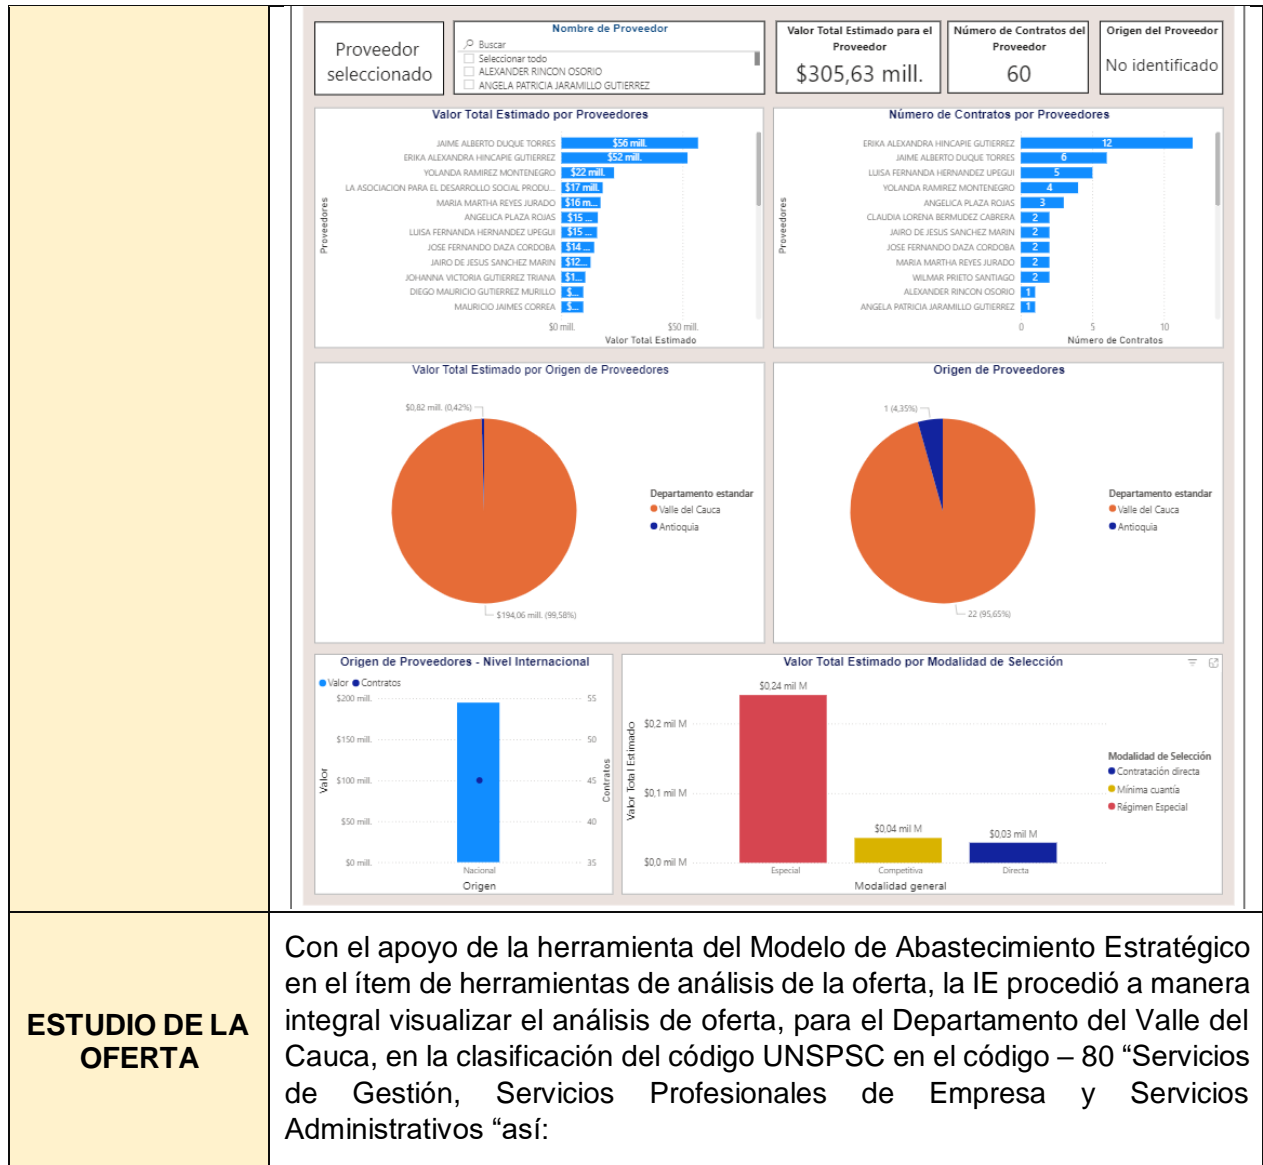 Proveedor
seleccionado
Nombre de Proveedor
Buscar
Seleccionar todo
ALEXANDER RINCON OSORIO
ANGELA PATRICIA JARAMILLO GUTIERREZ
Valor Total Estimado para el
Proveedor
$305,63 mill.
Número de Contratos del
Proveedor
60
Origen del Proveedor
No identificado
Valor Total Estimado por Proveedores
Proveedores
JAIME ALBERTO DUQUE TORRES $56 mill.
ERIKA ALEXANDRA HINCAPIE GUTIERREZ $52 mill.
YOLANDA RAMIREZ MONTENEGRO $22 mill.
LA ASOCIACION PARA EL DESARROLLO SOCIAL PRODU... $17 mill.
MARIA MARTHA REYES JURADO $16 m...
ANGELICA PLAZA ROJAS $15 ...
LUISA FERNANDA HERNANDEZ UPEGUI $15 ...
JOSE FERNANDO DAZA CORDOBA $14 ...
JAIRO DE JESUS SANCHEZ MARIN $12...
JOHANNA VICTORIA GUTIERREZ TRIANA $1...
DIEGO MAURICIO GUTIERREZ MURILLO $...
MAURICIO JAIMES CORREA $...
$0 mill. $50 mill.
Valor Total Estimado
Número de Contratos por Proveedores
Proveedores
ERIKA ALEXANDRA HINCAPIE GUTIERREZ 12
JAIME ALBERTO DUQUE TORRES 6
LUISA FERNANDA HERNANDEZ UPEGUI 5
YOLANDA RAMIREZ MONTENEGRO 4
ANGELICA PLAZA ROJAS 3
CLAUDIA LORENA BERMUDEZ CABRERA 2
JAIRO DE JESUS SANCHEZ MARIN 2
JOSE FERNANDO DAZA CORDOBA 2
MARIA MARTHA REYES JURADO 2
WILMAR PRIETO SANTIAGO 2
ALEXANDER RINCON OSORIO 1
ANGELA PATRICIA JARAMILLO GUTIERREZ 1
0 5 10
Número de Contratos
Valor Total Estimado por Origen de Proveedores
$0,82 mill. (0,42%)
$194,06 mill. (99,58%)
Departamento estandar
Valle del Cauca
Antioquia
Origen de Proveedores
1 (4,35%)
22 (95,65%)
Departamento estandar
Valle del Cauca
Antioquia
Origen de Proveedores - Nivel Internacional
Valor Contratos
$200 mill. 55
$150 mill. 50
$100 mill. 45
$50 mill. 40
$0 mill. 35
Valor
Contratos
Nacional
Origen
Valor Total Estimado por Modalidad de Selección
Valor Total Estimado
$0,2 mil M
$0,1 mil M
$0,0 mil M
$0,24 mil M
$0,04 mil M
$0,03 mil M
Especial Competitiva Directa
Modalidad general
Modalidad de Selección
Contratación directa
Mínima cuantía
Régimen Especial
ESTUDIO DE LA
OFERTA
Con el apoyo de la herramienta del Modelo de Abastecimiento Estratégico
en el ítem de herramientas de análisis de la oferta, la IE procedió a manera
integral visualizar el análisis de oferta, para el Departamento del Valle del
Cauca, en la clasificación del código UNSPSC en el código – 80 “Servicios
de Gestión, Servicios Profesionales de Empresa y Servicios
Administrativos “así: